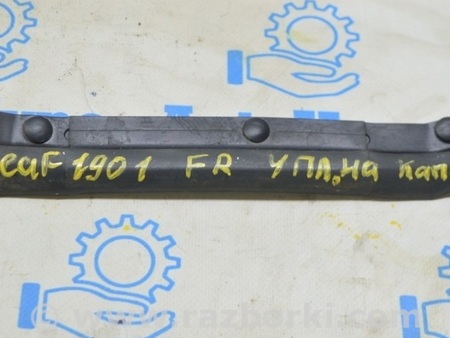 eaF 1901 FR УПЛ. на кап
www.razborki.com